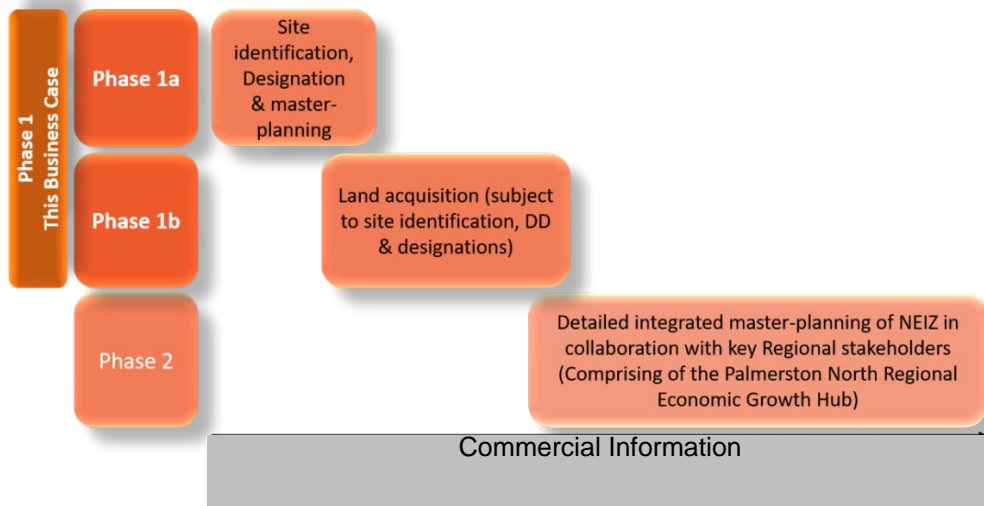 Phase 1
This Business Case
Phase 1a
Site
identification,
Designation
& master-
planning
Phase 1b
Land acquisition (subject
to site identification, DD
& designations)
Phase 2
Detailed integrated master-planning of NEIZ in
collaboration with key Regional stakeholders
(Comprising of the Palmerston North Regional
Economic Growth Hub)
Commercial Information